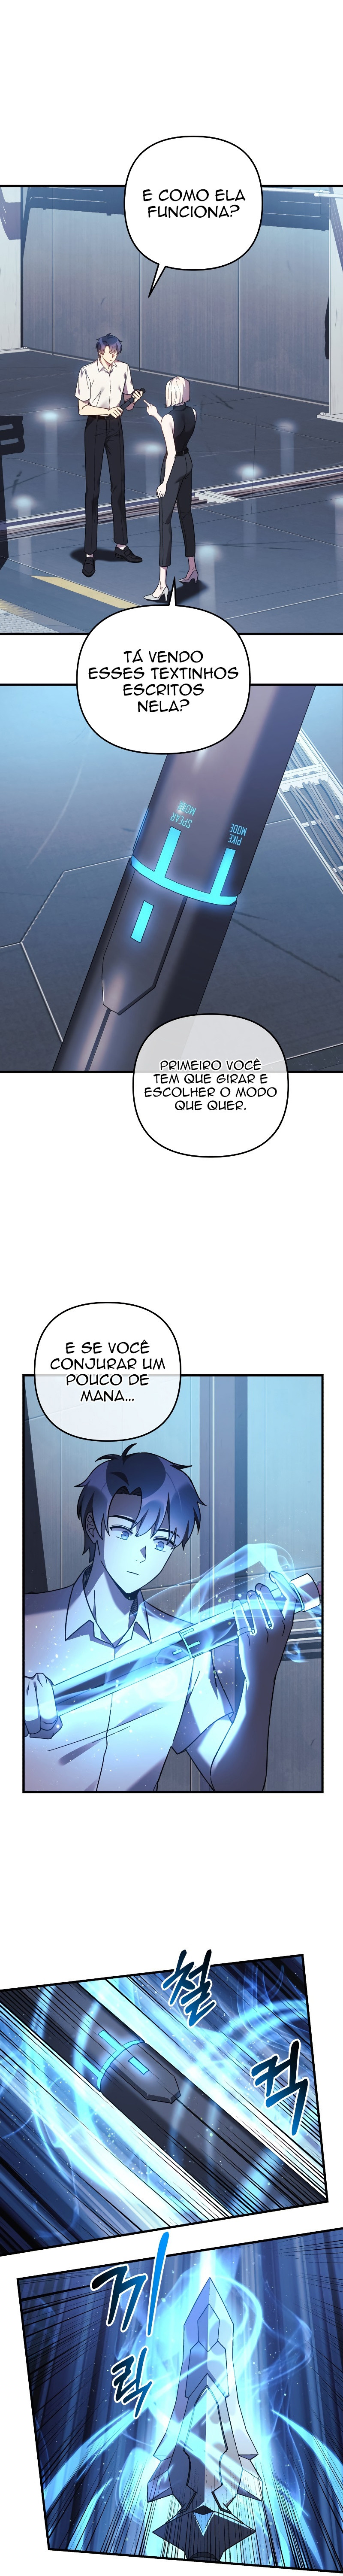 E COMO ELA
FUNCIONA?
TÁ VENDO
ESSES TEXTINHOS
ESCRITOS
NELA?
SPEAR
MODE
PIKE
MODE
PRIMEIRO VOCÊ
TEM QUE GIRAR E
ESCOLHER O MODO
QUE QUER.
E SE VOCÊ
CONJURAR UM
POUCO DE
MANA...
철
컥
기
릭